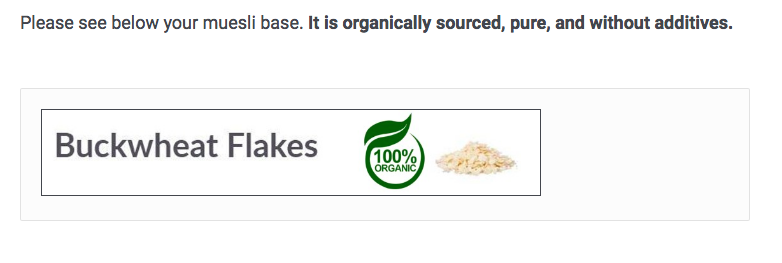 Please see below your muesli base. It is organically sourced, pure, and without additives.
Buckwheat Flakes
100%
ORGANIC